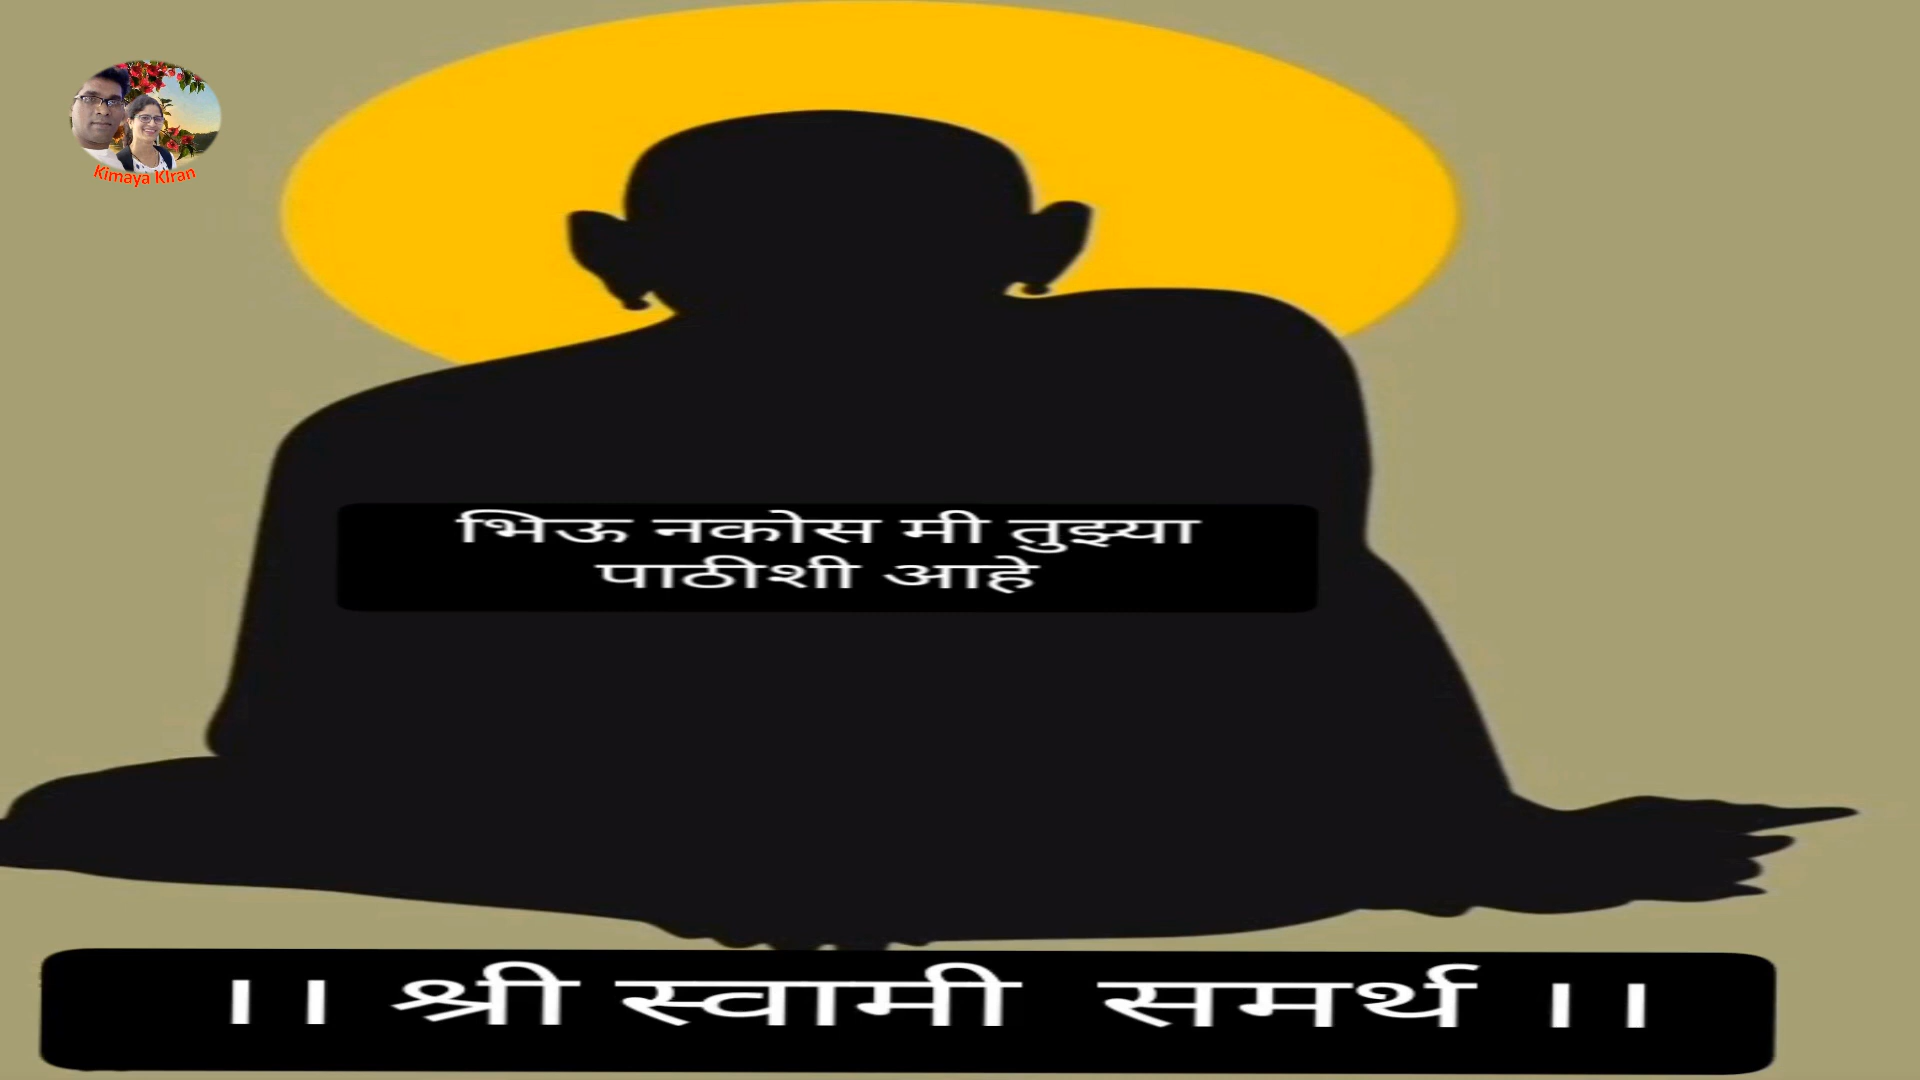 Kimaya KIran
भिऊ नकोस मी तुझ्या
पाठीशी आहे
।। श्री स्वामी समर्थ ।।